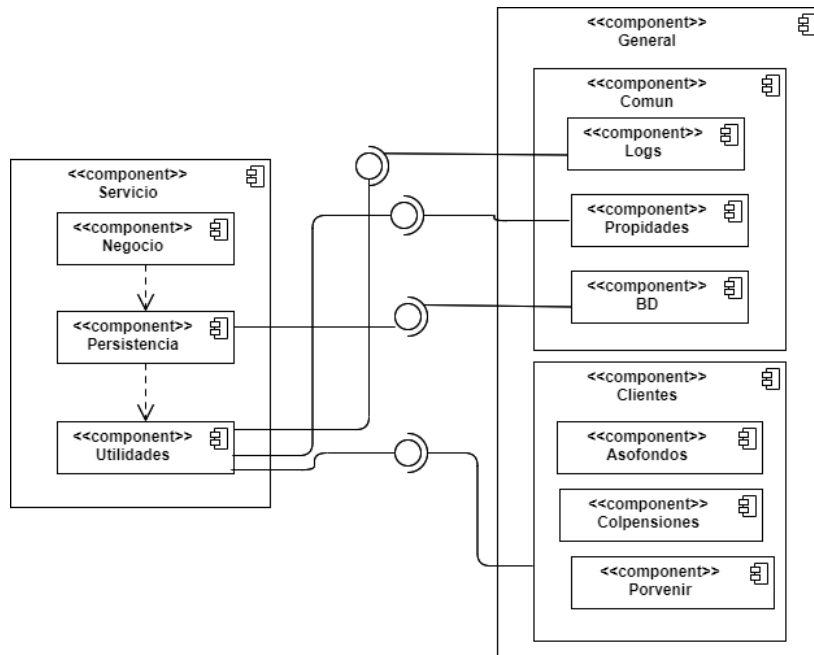 <<component>>
General
<<component>>
Comun
<<component>>
Logs
<<component>>
Propidades
<<component>>
BD
<<component>>
Servicio
<<component>>
Negocio
<<component>>
Persistencia
<<component>>
Utilidades
<<component>>
Clientes
<<component>>
Asofondos
<<component>>
Colpensiones
<<component>>
Porvenir